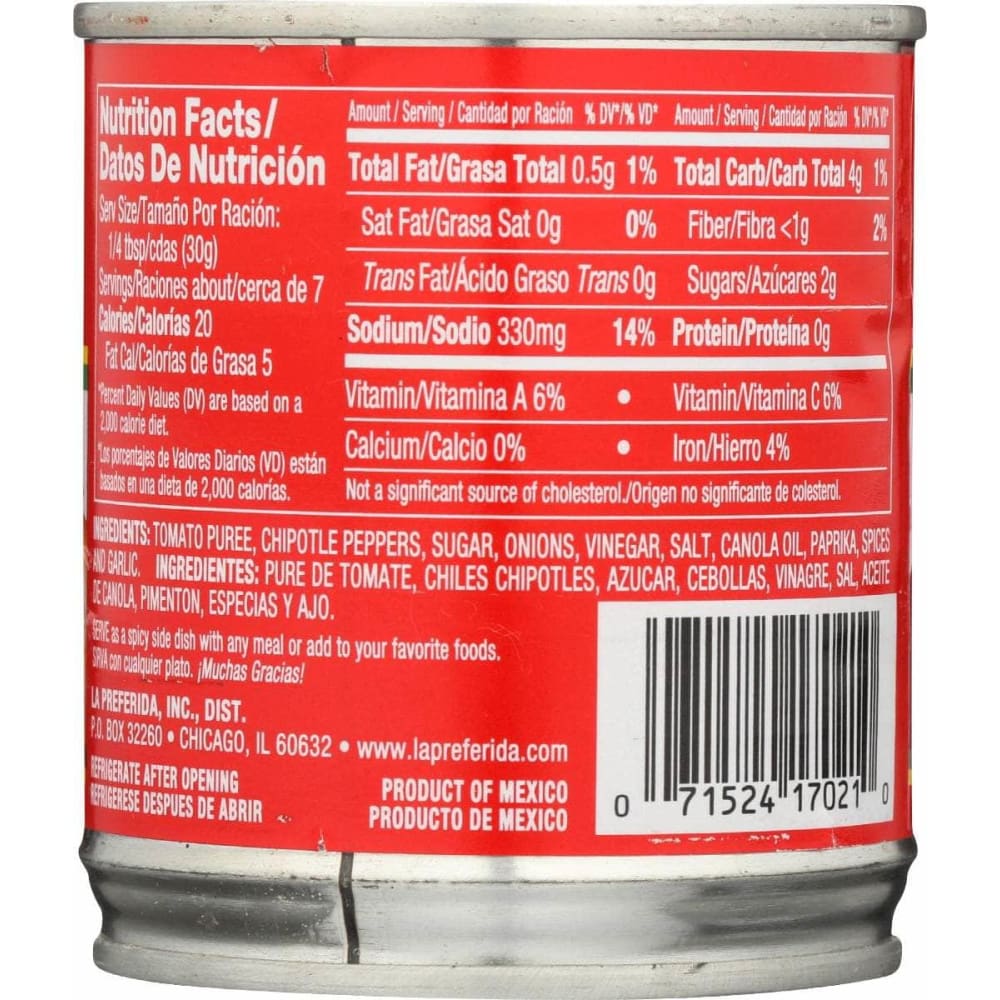 Nutrition Facts/
Datos De Nutrición
Serv Size/Tamaño Por Ración:
1/4 tbsp/cdas (30g)
Servings/Raciones about/cerca de 7
Calories/Calorías 20
Fat Cal/Calorías de Grasa 5
*Percent Daily Values (DV) are based on a
2,000 calorie diet.
*Los porcentajes de Valores Diarios (VD) están
basados en una dieta de 2,000 calorías.
Amount / Serving / Cantidad por Ración % DV*/% VD*
Total Fat/Grasa Total 0.5g 1%
Sat Fat/Grasa Sat 0g 0%
Trans Fat/Ácido Graso Trans 0g
Sodium/Sodio 330mg 14%
Amount / Serving / Cantidad por Ración % DV*/% VD*
Total Carb/Carb Total 4g 1%
Fiber/Fibra <1g 2%
Sugars/Azúcares 2g
Protein/Proteína 0g
Vitamin/Vitamina A 6% • Vitamin/Vitamina C 6%
Calcium/Calcio 0% • Iron/Hierro 4%
Not a significant source of cholesterol./Origen no significante de colesterol.
INGREDIENTS: TOMATO PUREE, CHIPOTLE PEPPERS, SUGAR, ONIONS, VINEGAR, SALT, CANOLA OIL, PAPRIKA, SPICES
AND GARLIC. INGREDIENTES: PURE DE TOMATE, CHILES CHIPOTLES, AZUCAR, CEBOLLAS, VINAGRE, SAL, ACEITE
DE CANOLA, PIMENTON, ESPECIAS Y AJO.
SERVE as a spicy side dish with any meal or add to your favorite foods.
SIRVA con cualquier plato. ¡Muchas Gracias!
LA PREFERIDA, INC., DIST.
P.O. BOX 32260 • CHICAGO, IL 60632 • www.lapreferida.com
REFRIGERATE AFTER OPENING
REFRIGERESE DESPUES DE ABRIR
PRODUCT OF MEXICO
PRODUCTO DE MEXICO
0 71524 17021 0